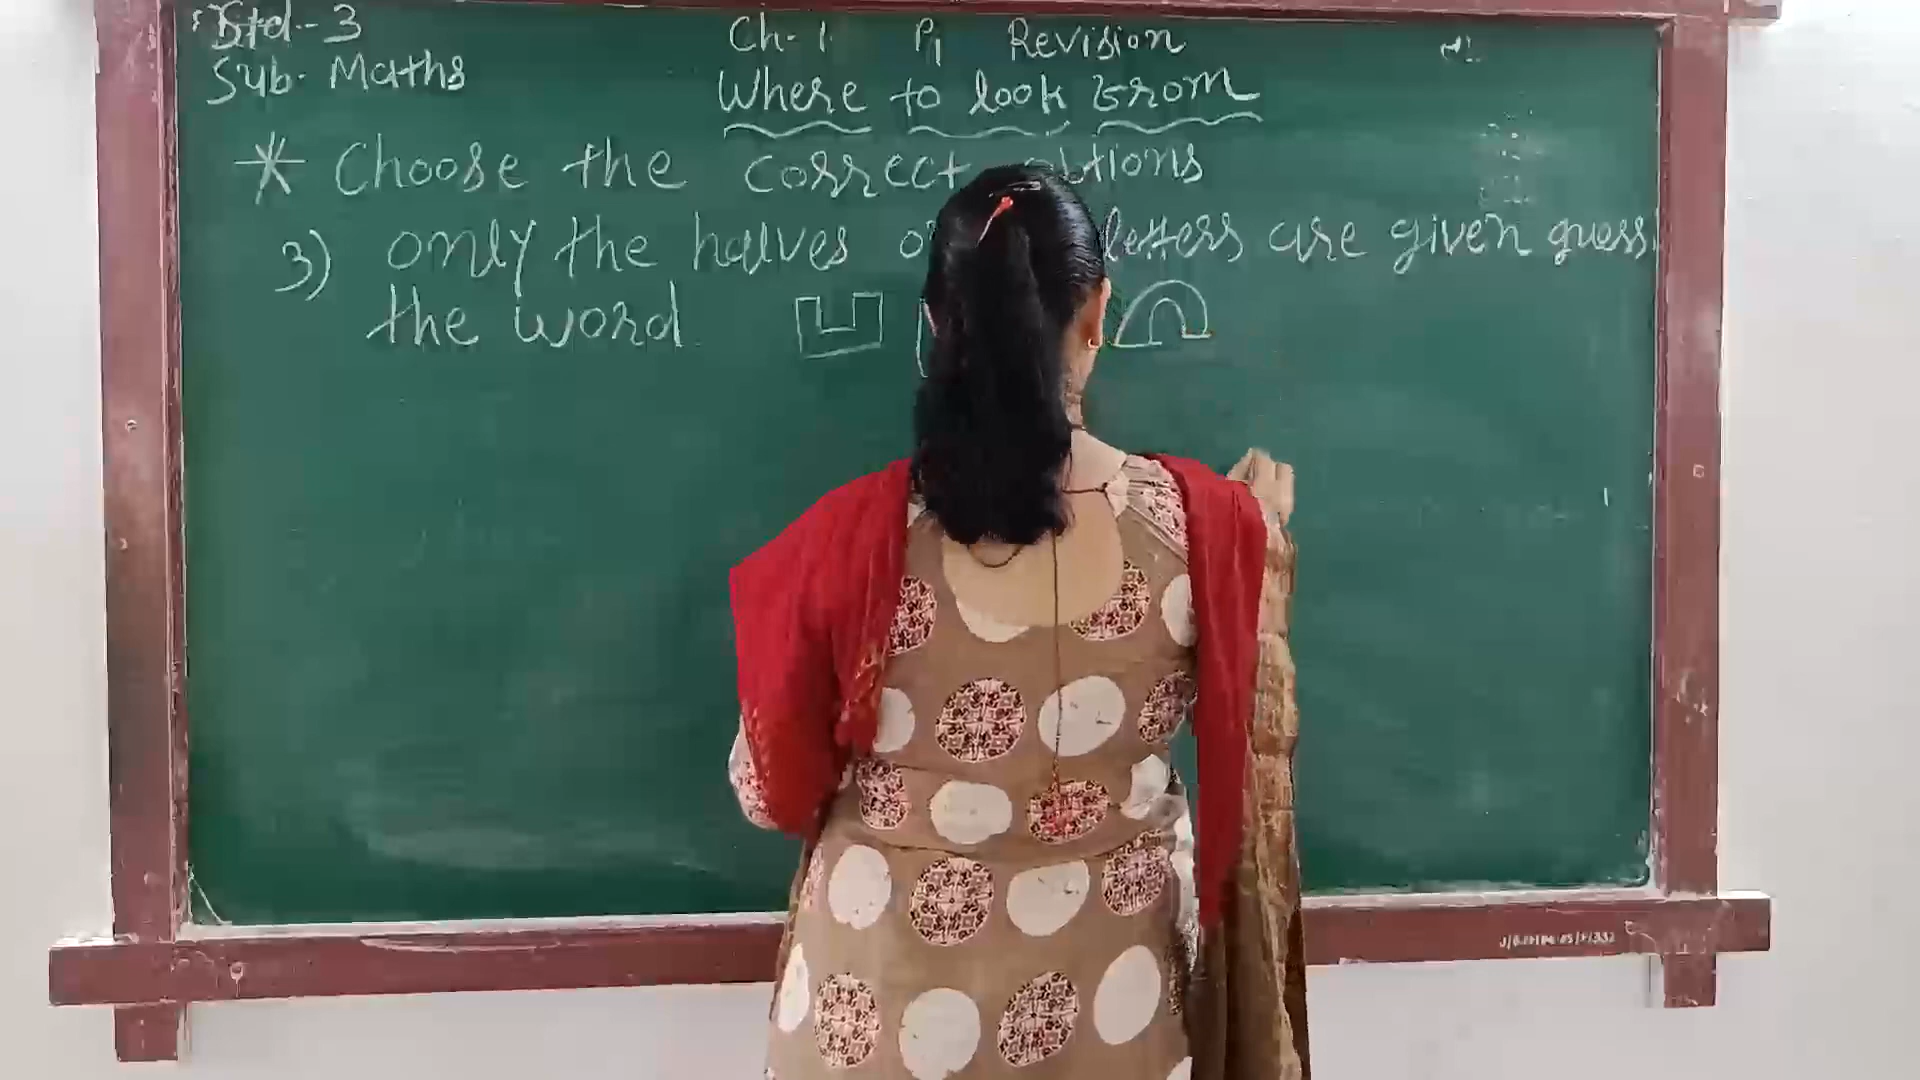 Std-3
Ch-1 P1 Revision
Sub. Maths
Where to look From
* Choose the correct
3) only the halves letters are given guess
the word